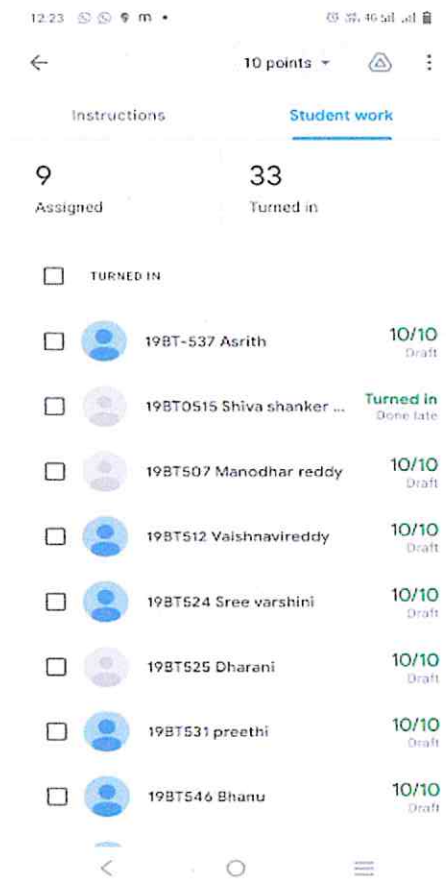 12.23 m •
10 points
Instructions Student work
9 33
Assigned Turned in
TURNED IN
19BT-537 Asrith 10/10
Draft
19BT0515 Shiva shanker ... Turned in
Done late
19BT507 Manodhar reddy 10/10
Draft
19BT512 Vaishnavireddy 10/10
Draft
19BT524 Sree varshini 10/10
Draft
19BT525 Dharani 10/10
Draft
19BT531 preethi 10/10
Draft
19BT546 Bhanu 10/10
Draft